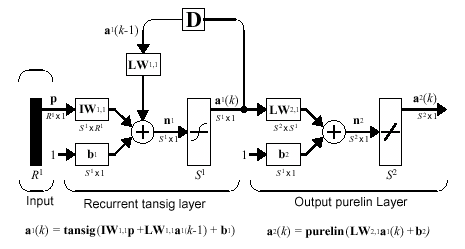 D
a¹(k-1)
LW1,1
p
IW1,1
n¹
a¹(k)
LW2,1
n²
a²(k)
R¹x1
S¹xR¹
S¹x1
S¹x1
S²xS¹
S²x1
S²x1
1
b¹
1
b²
R¹
S¹x1
S¹
S²x1
S²
Input
Recurrent tansig layer
Output purelin Layer
a¹(k) = tansig(IW1,1p +LW1,1a¹(k-1) + b¹)
a²(k) = purelin(LW2,1a¹(k) + b²)